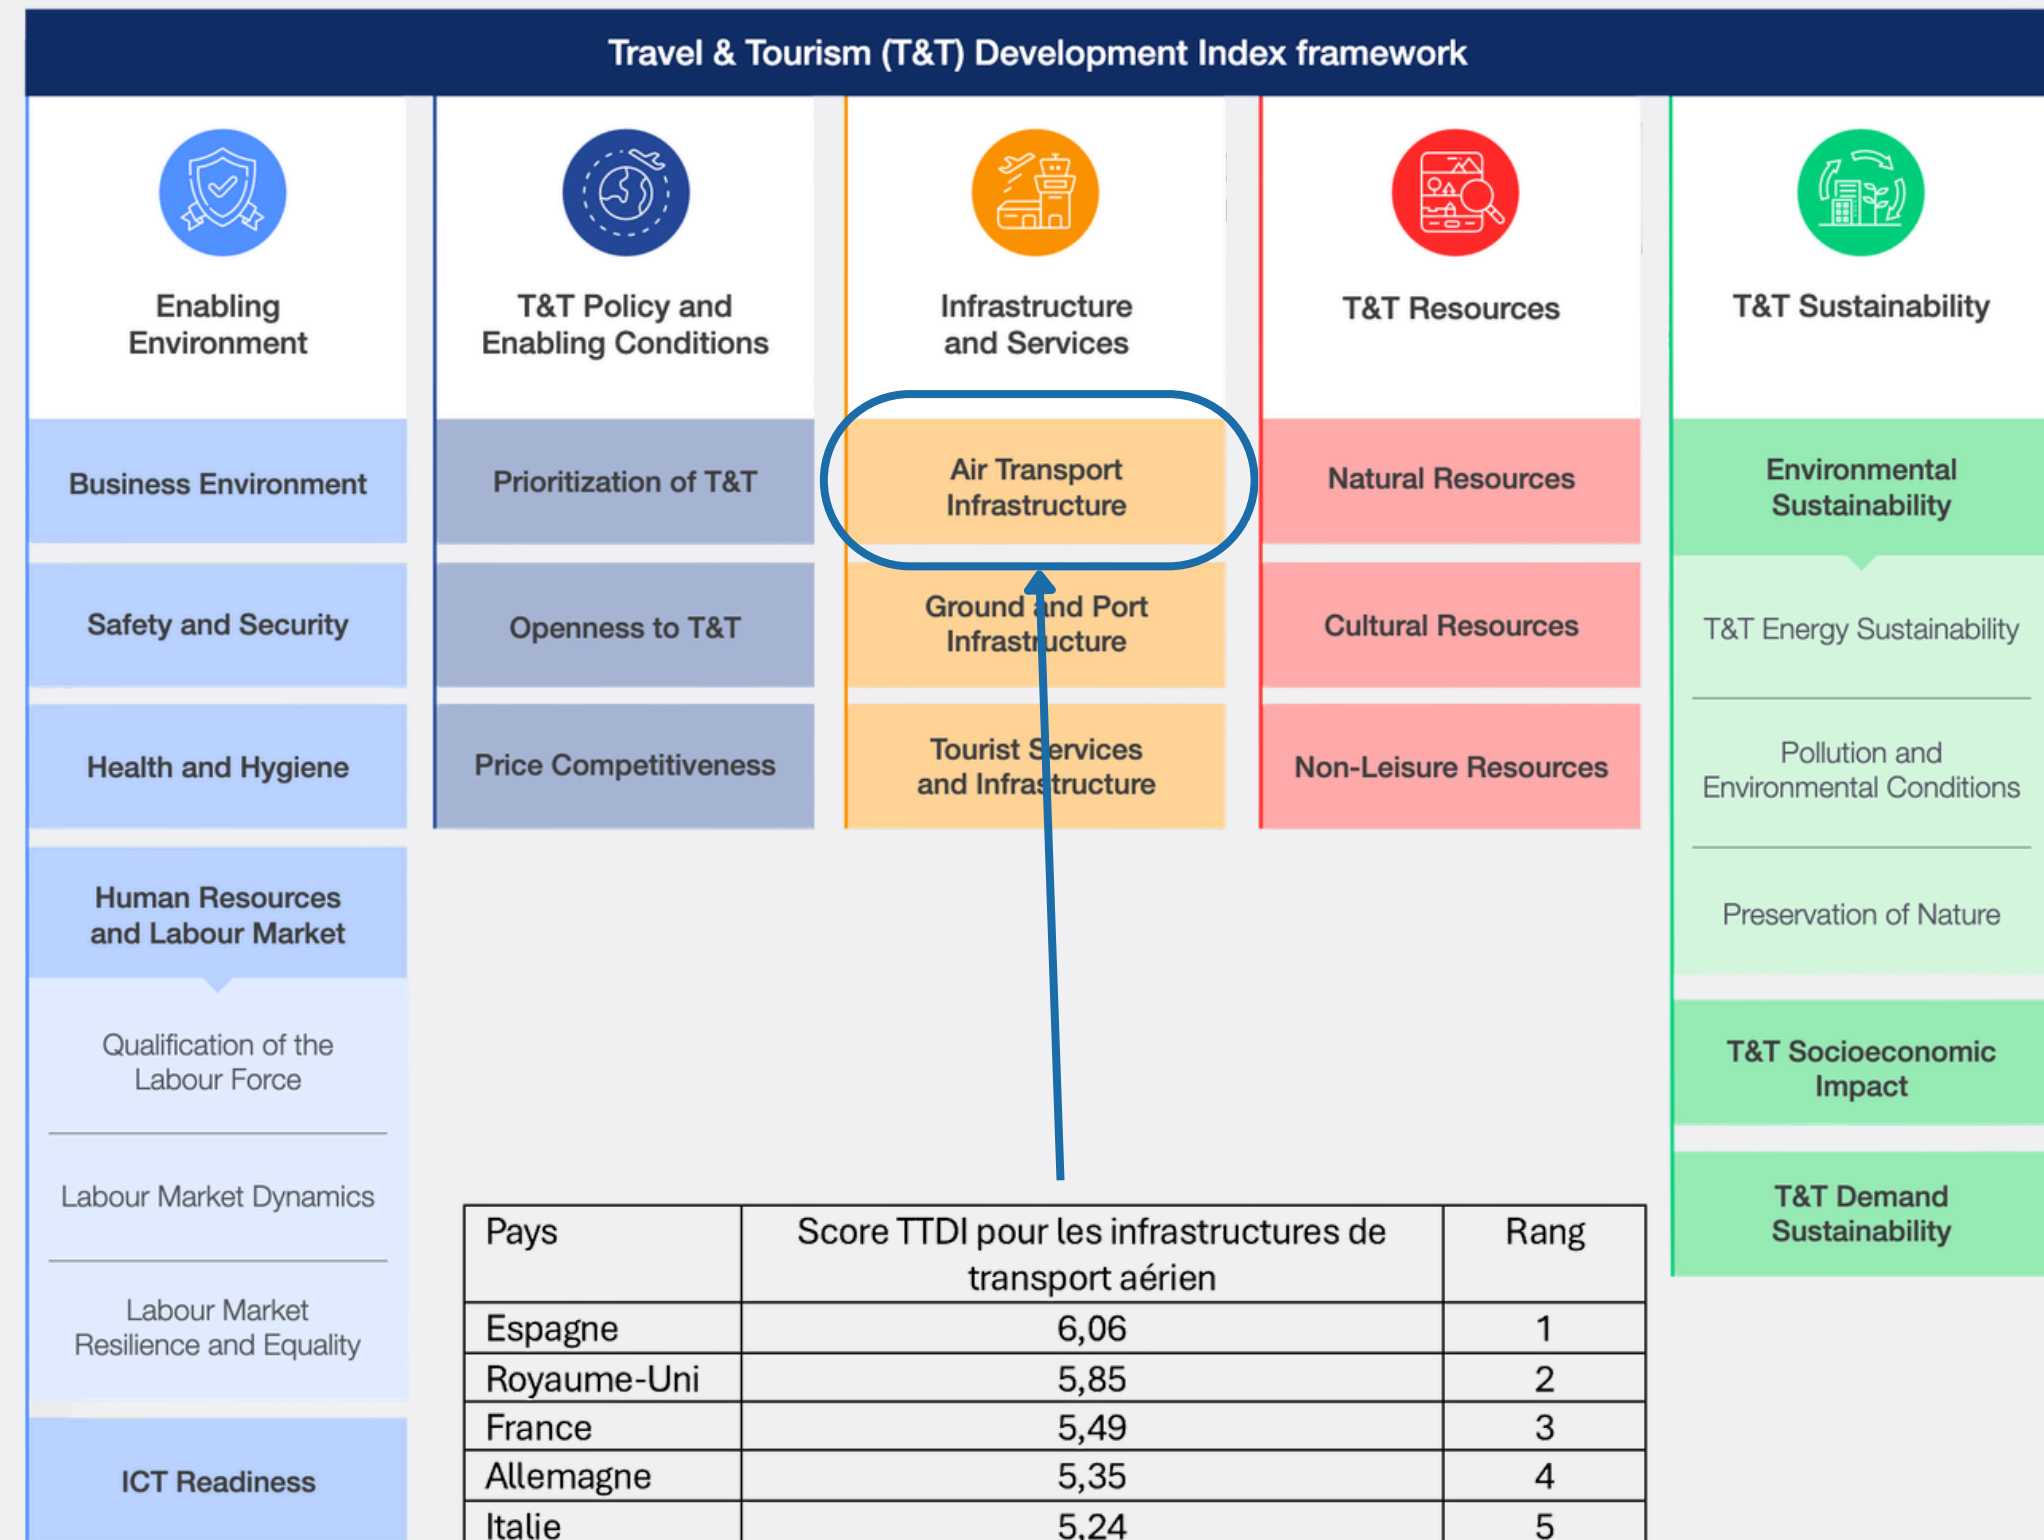 Travel & Tourism (T&T) Development Index framework
Enabling
Environment
Business Environment
Safety and Security
Health and Hygiene
Human Resources
and Labour Market
Qualification of the
Labour Force
Labour Market Dynamics
Labour Market
Resilience and Equality
ICT Readiness
T&T Policy and
Enabling Conditions
Prioritization of T&T
Openness to T&T
Price Competitiveness
Infrastructure
and Services
Air Transport
Infrastructure
Ground and Port
Infrastructure
Tourist Services
and Infrastructure
T&T Resources
Natural Resources
Cultural Resources
Non-Leisure Resources
T&T Sustainability
Environmental
Sustainability
T&T Energy Sustainability
Pollution and
Environmental Conditions
Preservation of Nature
T&T Socioeconomic
Impact
T&T Demand
Sustainability
Pays Score TTDI pour les infrastructures de Rang
transport aérien
Espagne 6,06 1
Royaume-Uni 5,85 2
France 5,49 3
Allemagne 5,35 4
Italie 5,24 5